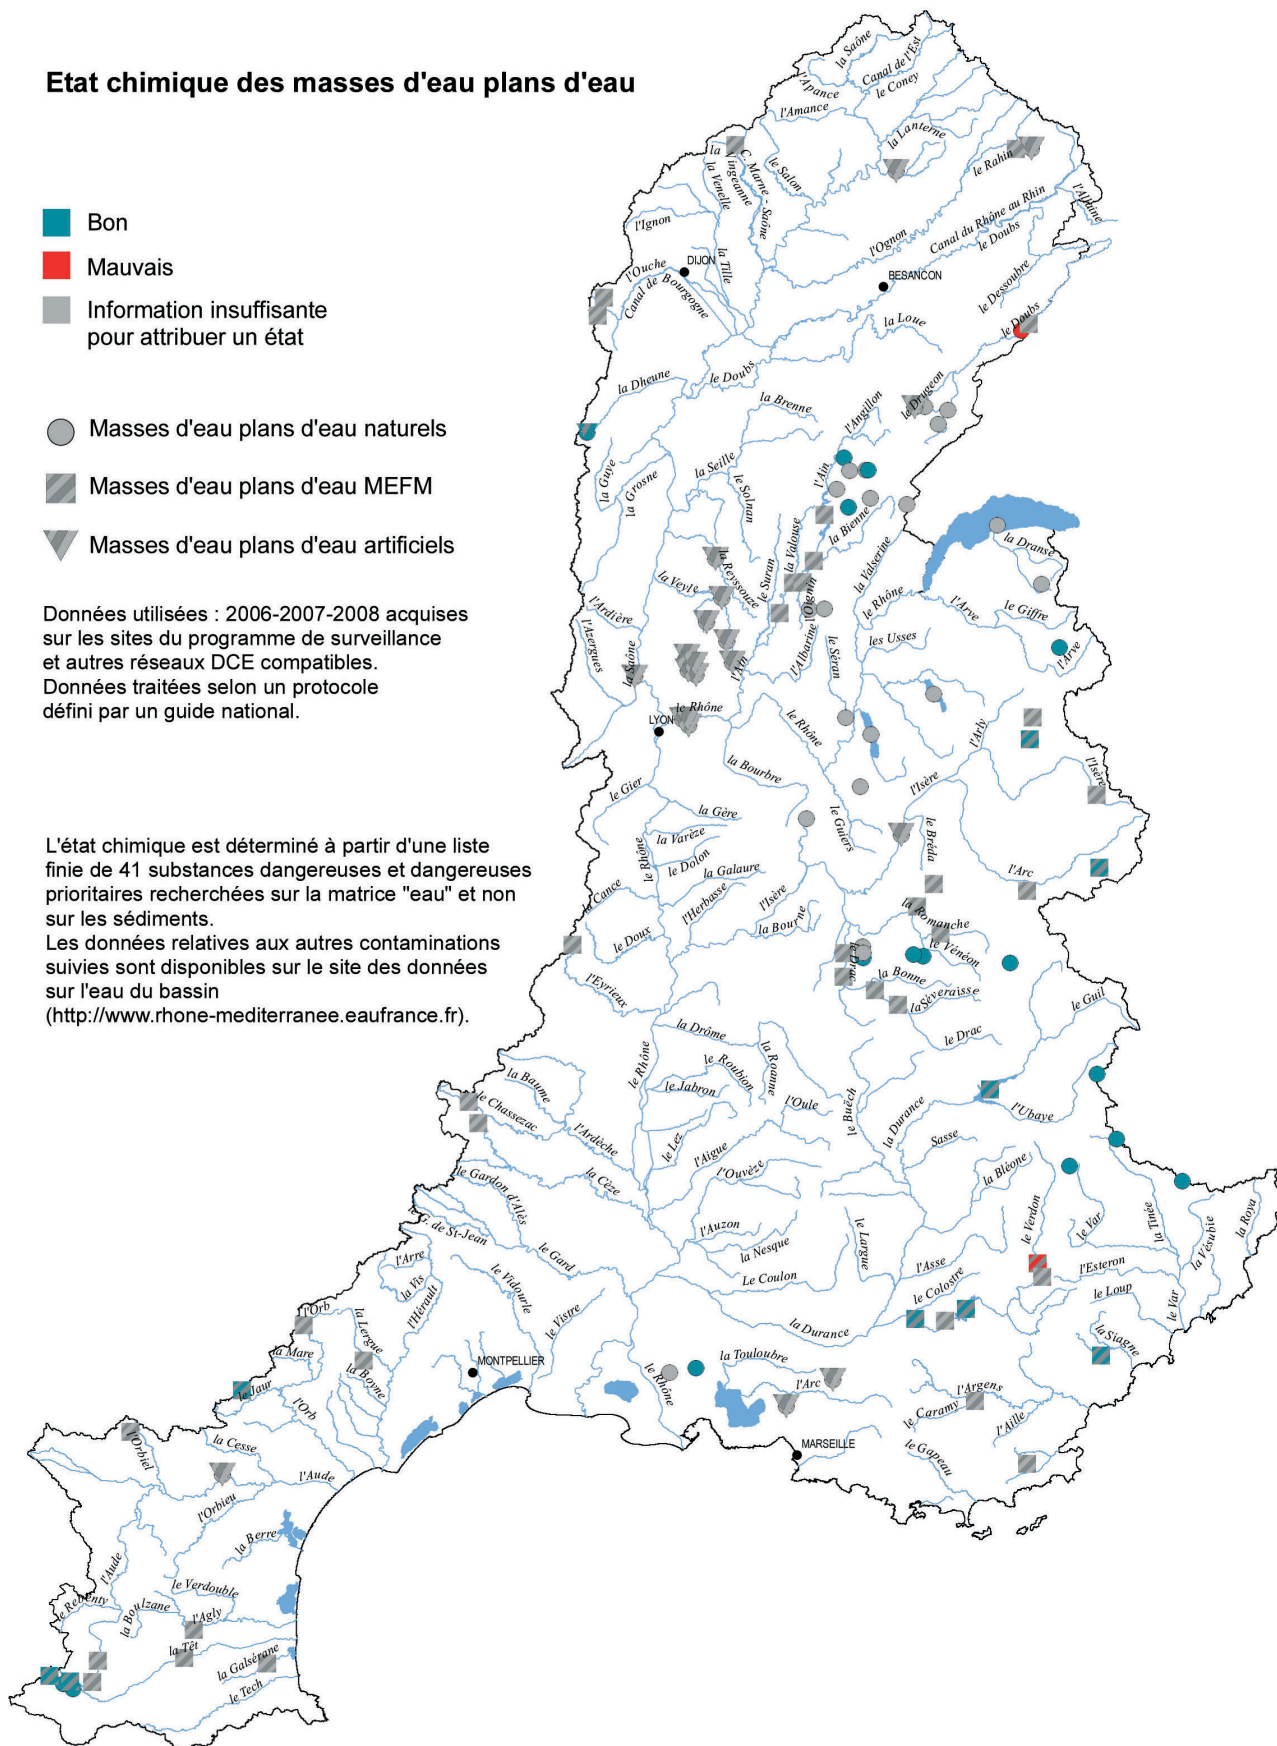 Etat chimique des masses d'eau plans d'eau
Bon
Mauvais
Information insuffisante
pour attribuer un état
Masses d'eau plans d'eau naturels
Masses d'eau plans d'eau MEFM
Masses d'eau plans d'eau artificiels
Données utilisées : 2006-2007-2008 acquises
sur les sites du programme de surveillance
et autres réseaux DCE compatibles.
Données traitées selon un protocole
défini par un guide national.
L'état chimique est déterminé à partir d'une liste
finie de 41 substances dangereuses et dangereuses
prioritaires recherchées sur la matrice "eau" et non
sur les sédiments.
Les données relatives aux autres contaminations
suivies sont disponibles sur le site des données
sur l'eau du bassin
(http://www.rhone-mediterranee.eaufrance.fr).
la Saône
Canal de l'Est
l'Apance
le Coney
l'Amance
la Lanterne
la Vingeanne
C. Marne - Saône
le Salon
la Venelle
le Rahin
l'Ignon
la Tille
l'Ognon
Canal du Rhône au Rhin
le Doubs
l'Ouche
DIJON
Canal de Bourgogne
BESANCON
le Dessoubre
la Loue
le Doubs
la Dheune
le Doubs
la Brenne
l'Angillon
le Drugeon
la Guye
la Grosne
la Seille
le Solnan
l'Ain
la Bienne
la Valouse
le Suran
la Reyssouze
la Veyle
l'Oignin
la Valserine
la Dranse
le Rhône
l'Arve
le Giffre
l'Arve
l'Ardière
l'Azergues
la Saône
l'Ain
l'Albarine
le Séran
les Usses
LYON
le Rhône
le Rhône
l'Arly
l'Isère
la Bourbre
l'Isère
le Gier
la Gère
la Varèze
le Dolon
le Rhône
la Galaure
le Guiers
le Bréda
l'Arc
la Cance
l'Herbasse
l'Isère
le Doux
la Bourne
la Romanche
le Drac
le Vénéon
la Bonne
la Séveraisse
l'Eyrieux
le Drac
le Guil
la Drôme
la Roanne
le Roubion
le Rhône
le Jabron
l'Oule
le Buëch
la Durance
l'Ubaye
la Baume
le Chassezac
l'Ardèche
le Lez
l'Aigue
l'Ouvèze
Sasse
la Bléone
la Cèze
le Gardon d'Alès
le G. de St-Jean
l'Auzon
la Nesque
le Largue
le Verdon
le Var
la Tinée
la Vésubie
la Roya
l'Arre
la Vis
l'Hérault
le Gard
le Vidourle
le Vistre
Le Coulon
l'Asse
le Colostre
l'Esteron
le Loup
le Var
l'Orb
la Lergue
la Mare
la Boyne
le Jaur
l'Orb
MONTPELLIER
la Durance
la Touloubre
le Rhône
l'Arc
la Siagne
l'Argens
le Caramy
l'Aille
MARSEILLE
le Gapeau
l'Orbiel
la Cesse
l'Aude
l'Orbieu
la Berre
l'Aude
le Verdouble
le Rebenty
la Boulzane
l'Agly
la Têt
la Galsérane
le Tech